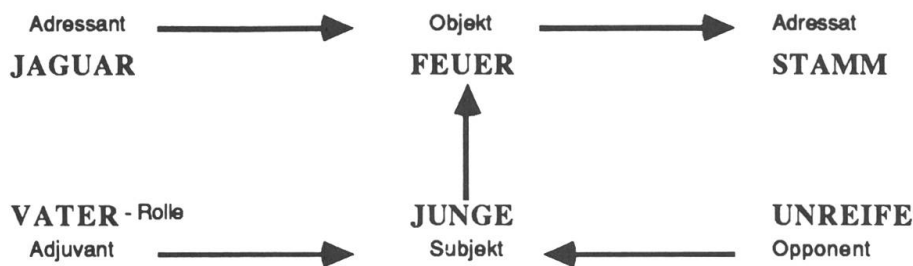 Adressant Objekt Adressat
JAGUAR FEUER STAMM
VATER - Rolle JUNGE UNREIFE
Adjuvant Subjekt Opponent